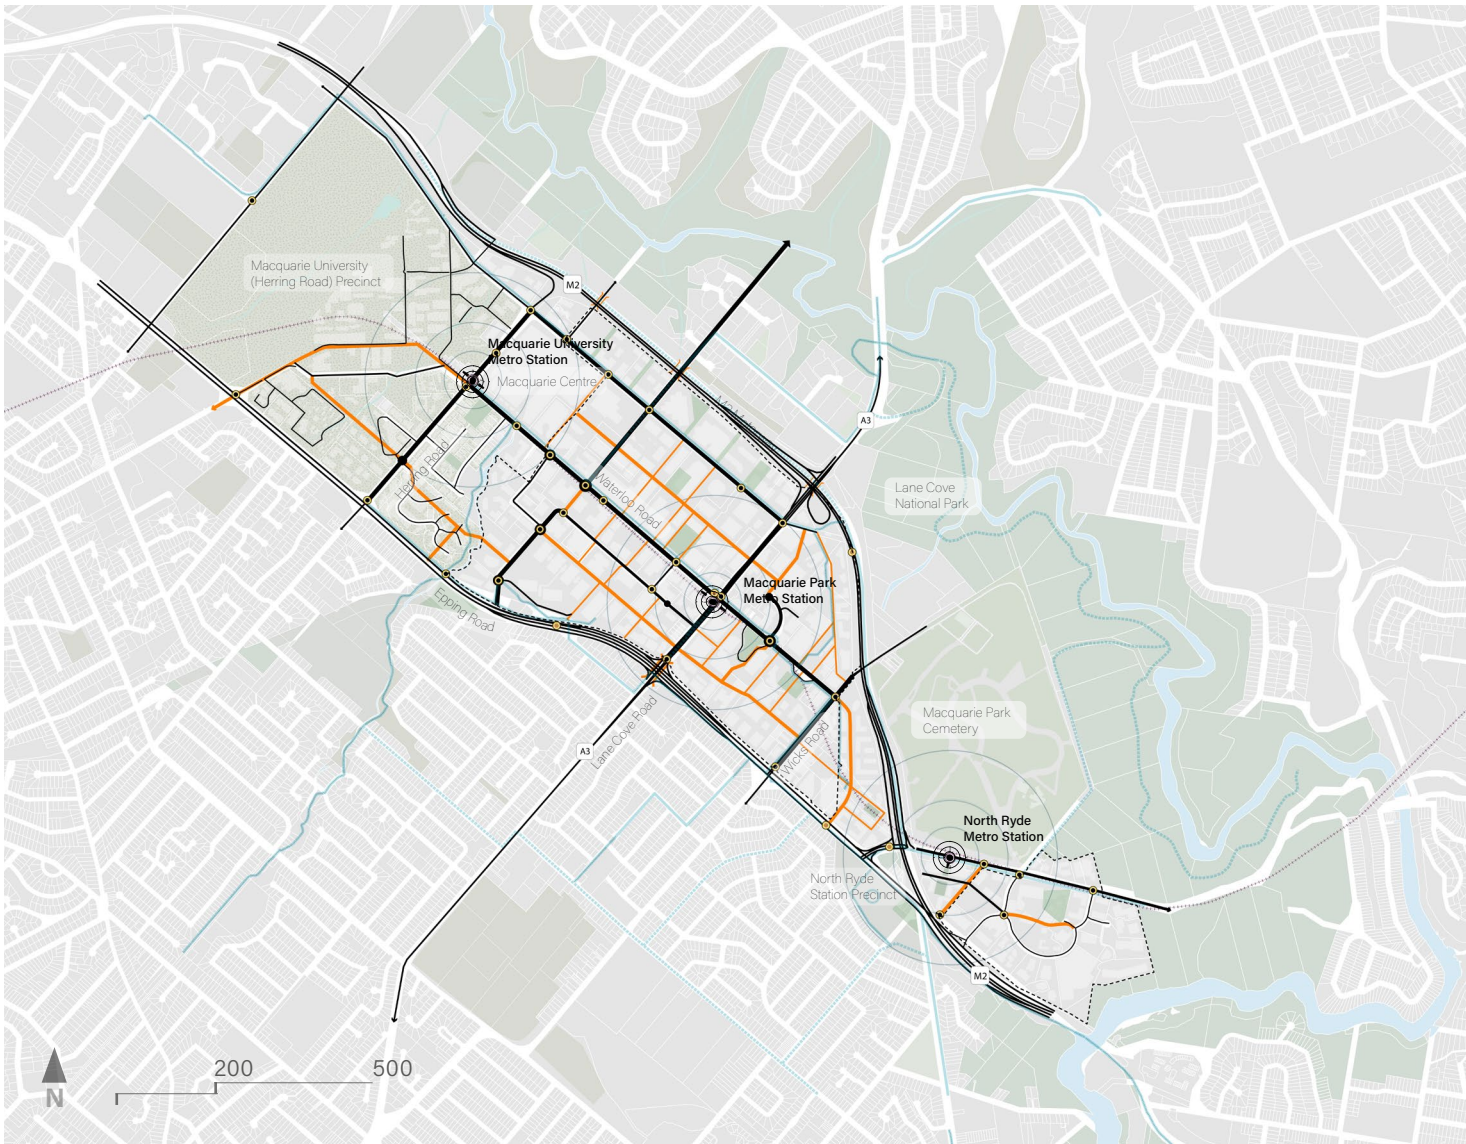 M2
Macquarie University
(Herring Road) Precinct
Macquarie University
Metro Station
Macquarie Centre
A3
Herring Road
Waterloo Road
Lane Cove
National Park
Macquarie Park
Metro Station
Epping Road
Macquarie Park
Cemetery
A3
Lane Cove Road
Wicks Road
North Ryde
Metro Station
North Ryde
Station Precinct
M2
200
500
N